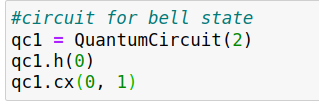 #circuit for bell state
qc1 = QuantumCircuit(2)
qc1.h(0)
qc1.cx(0, 1)